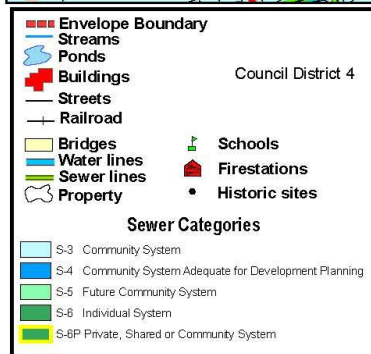 Envelope Boundary
Streams
Ponds
Buildings
Council District 4
Streets
Railroad
Bridges
Schools
Water lines
Firestations
Sewer lines
Property
Historic sites
Sewer Categories
S-3 Community System
S-4 Community System Adequate for Development Planning
S-5 Future Community System
S-6 Individual System
S-6P Private, Shared or Community System